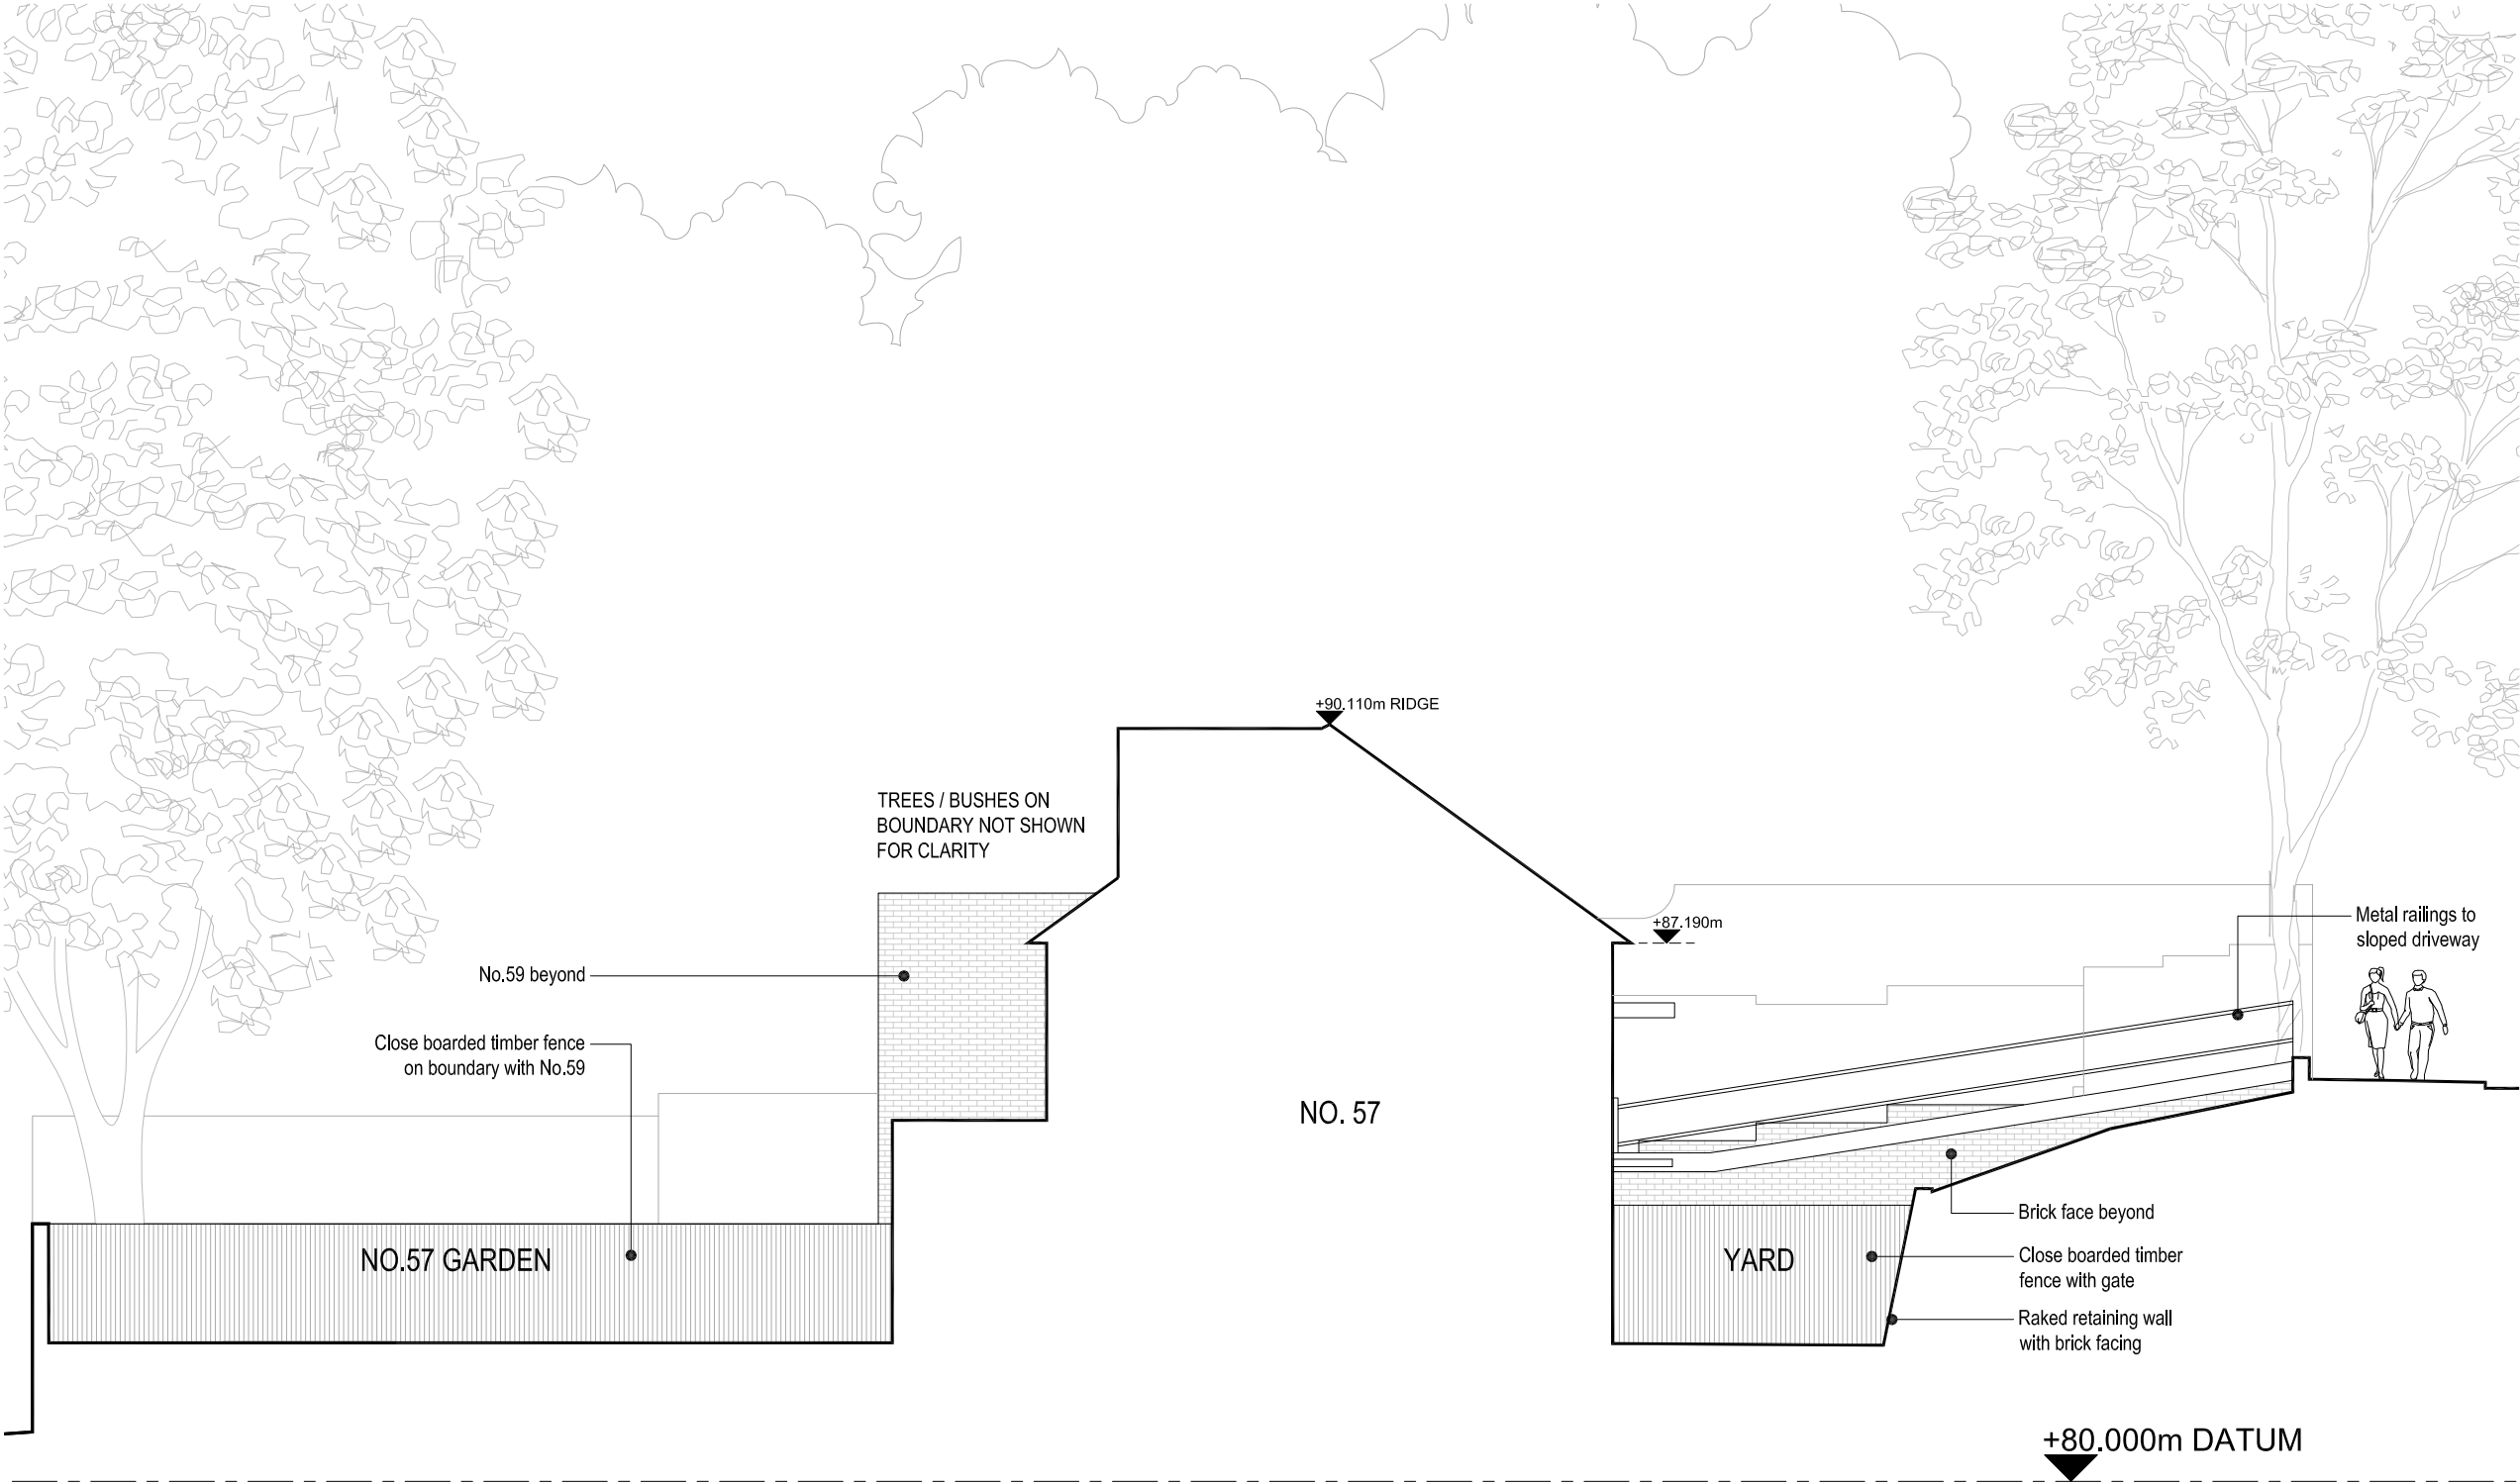 +90.110m RIDGE
TREES / BUSHES ON
BOUNDARY NOT SHOWN
FOR CLARITY
+87.190m
Metal railings to
sloped driveway
No.59 beyond
Close boarded timber fence
on boundary with No.59
NO. 57
Brick face beyond
NO.57 GARDEN
YARD
Close boarded timber
fence with gate
Raked retaining wall
with brick facing
+80.000m DATUM